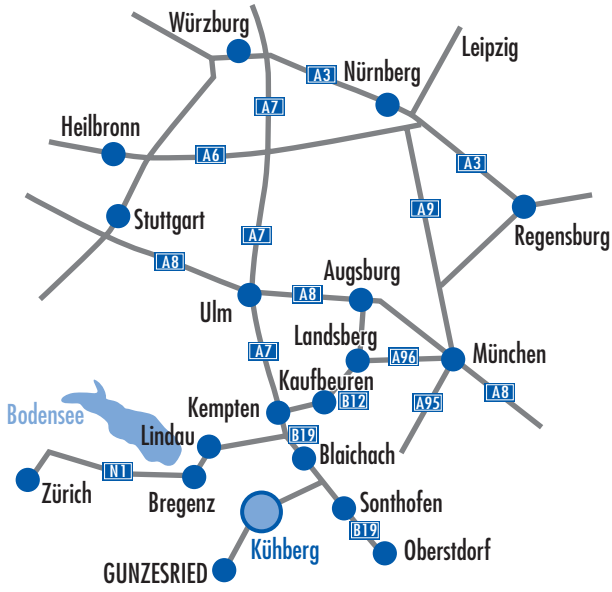 Würzburg
Leipzig
A3
Nürnberg
A7
Heilbronn
A6
A3
A9
Stuttgart
A7
Regensburg
A8
Augsburg
Ulm
A8
Landsberg
A7
A96
München
Kaufbeuren
A8
Kempten
B12
A95
Bodensee
Lindau
B19
Blaichach
N1
Zürich
Bregenz
Sonthofen
B19
Kühberg
Oberstdorf
GUNZESRIED